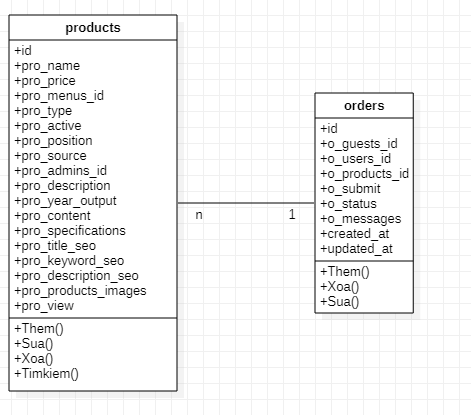 products
+id
+pro_name
+pro_price
+pro_menus_id
+pro_type
+pro_active
+pro_position
+pro_source
+pro_admins_id
+pro_description
+pro_year_output
+pro_content
+pro_specifications
+pro_title_seo
+pro_keyword_seo
+pro_description_seo
+pro_products_images
+pro_view
+Them()
+Sua()
+Xoa()
+Timkiem()
n
1
orders
+id
+o_guests_id
+o_users_id
+o_products_id
+o_submit
+o_status
+o_messages
+created_at
+updated_at
+Them()
+Xoa()
+Sua()